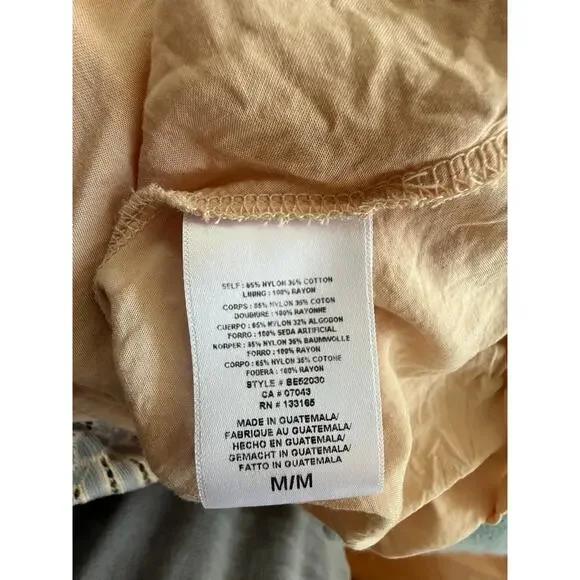 SELF : 65% NYLON 35% COTTON
LINING : 100% RAYON
CORPS : 65% NYLON 35% COTON
DOUBIURE : 100% RAYONNE
CUERPO : 65% NYLON 32% ALGODON
FORRO : 100% SEDA ARTIFICIAL
KORPER : 65% NYLON 35% BAUMWOLLE
FORRO : 100% RAYON
CORPO : 65% NYLON 35% COTONE
FODERA : 100% RAYON
STYLE # BE52030
CA # 07043
RN # 133165
MADE IN GUATEMALA/
FABRIQUE AU GUATEMALA/
HECHO EN GUATEMALA/
GEMACHT IN GUATEMALA/
FATTO IN GUATEMALA/
M/M